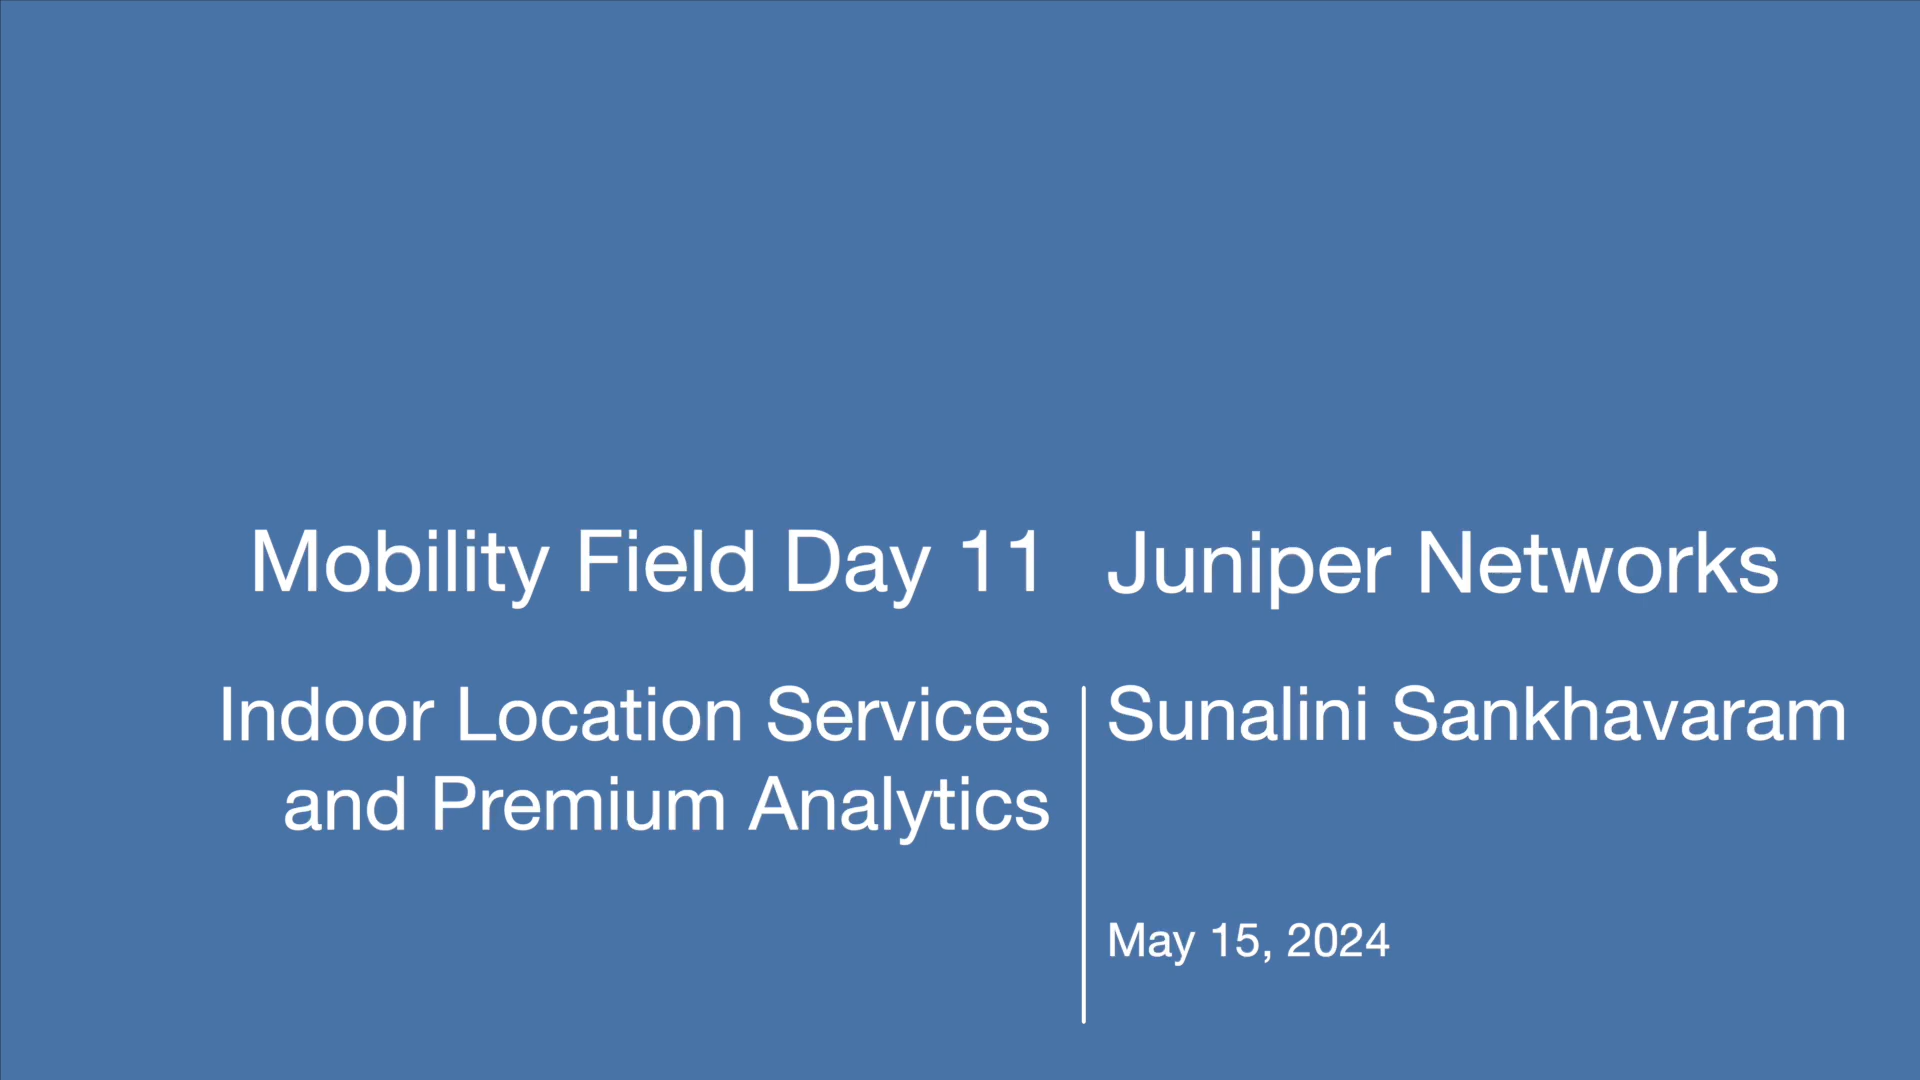 Mobility Field Day 11
Juniper Networks
Indoor Location Services
and Premium Analytics
Sunalini Sankhavaram
May 15, 2024